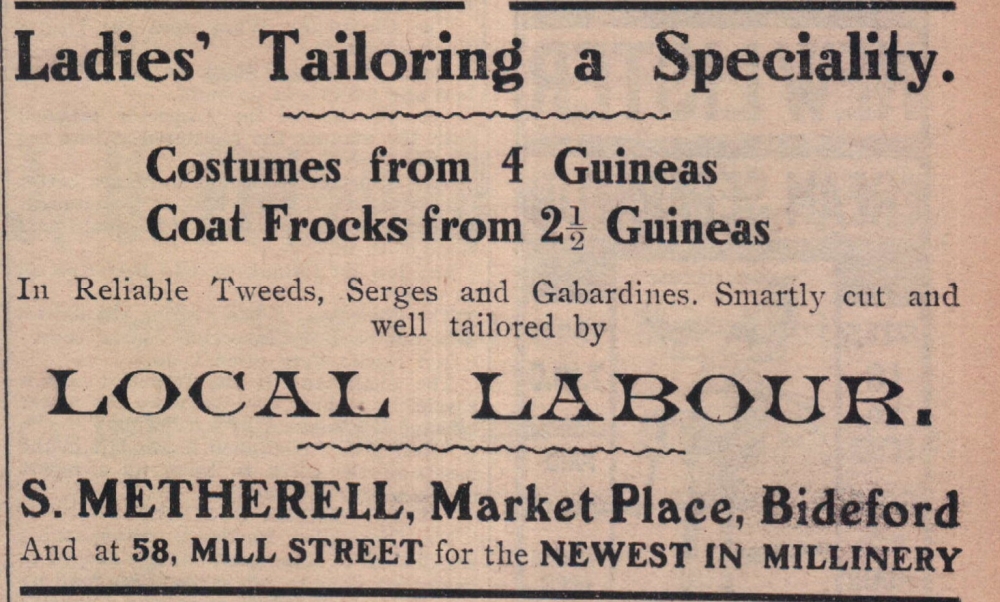 Ladies' Tailoring a Speciality.
Costumes from 4 Guineas
Coat Frocks from 2½ Guineas
In Reliable Tweeds, Serges and Gabardines. Smartly cut and
well tailored by
LOCAL LABOUR.
S. METHERELL, Market Place, Bideford
And at 58, MILL STREET for the NEWEST IN MILLINERY